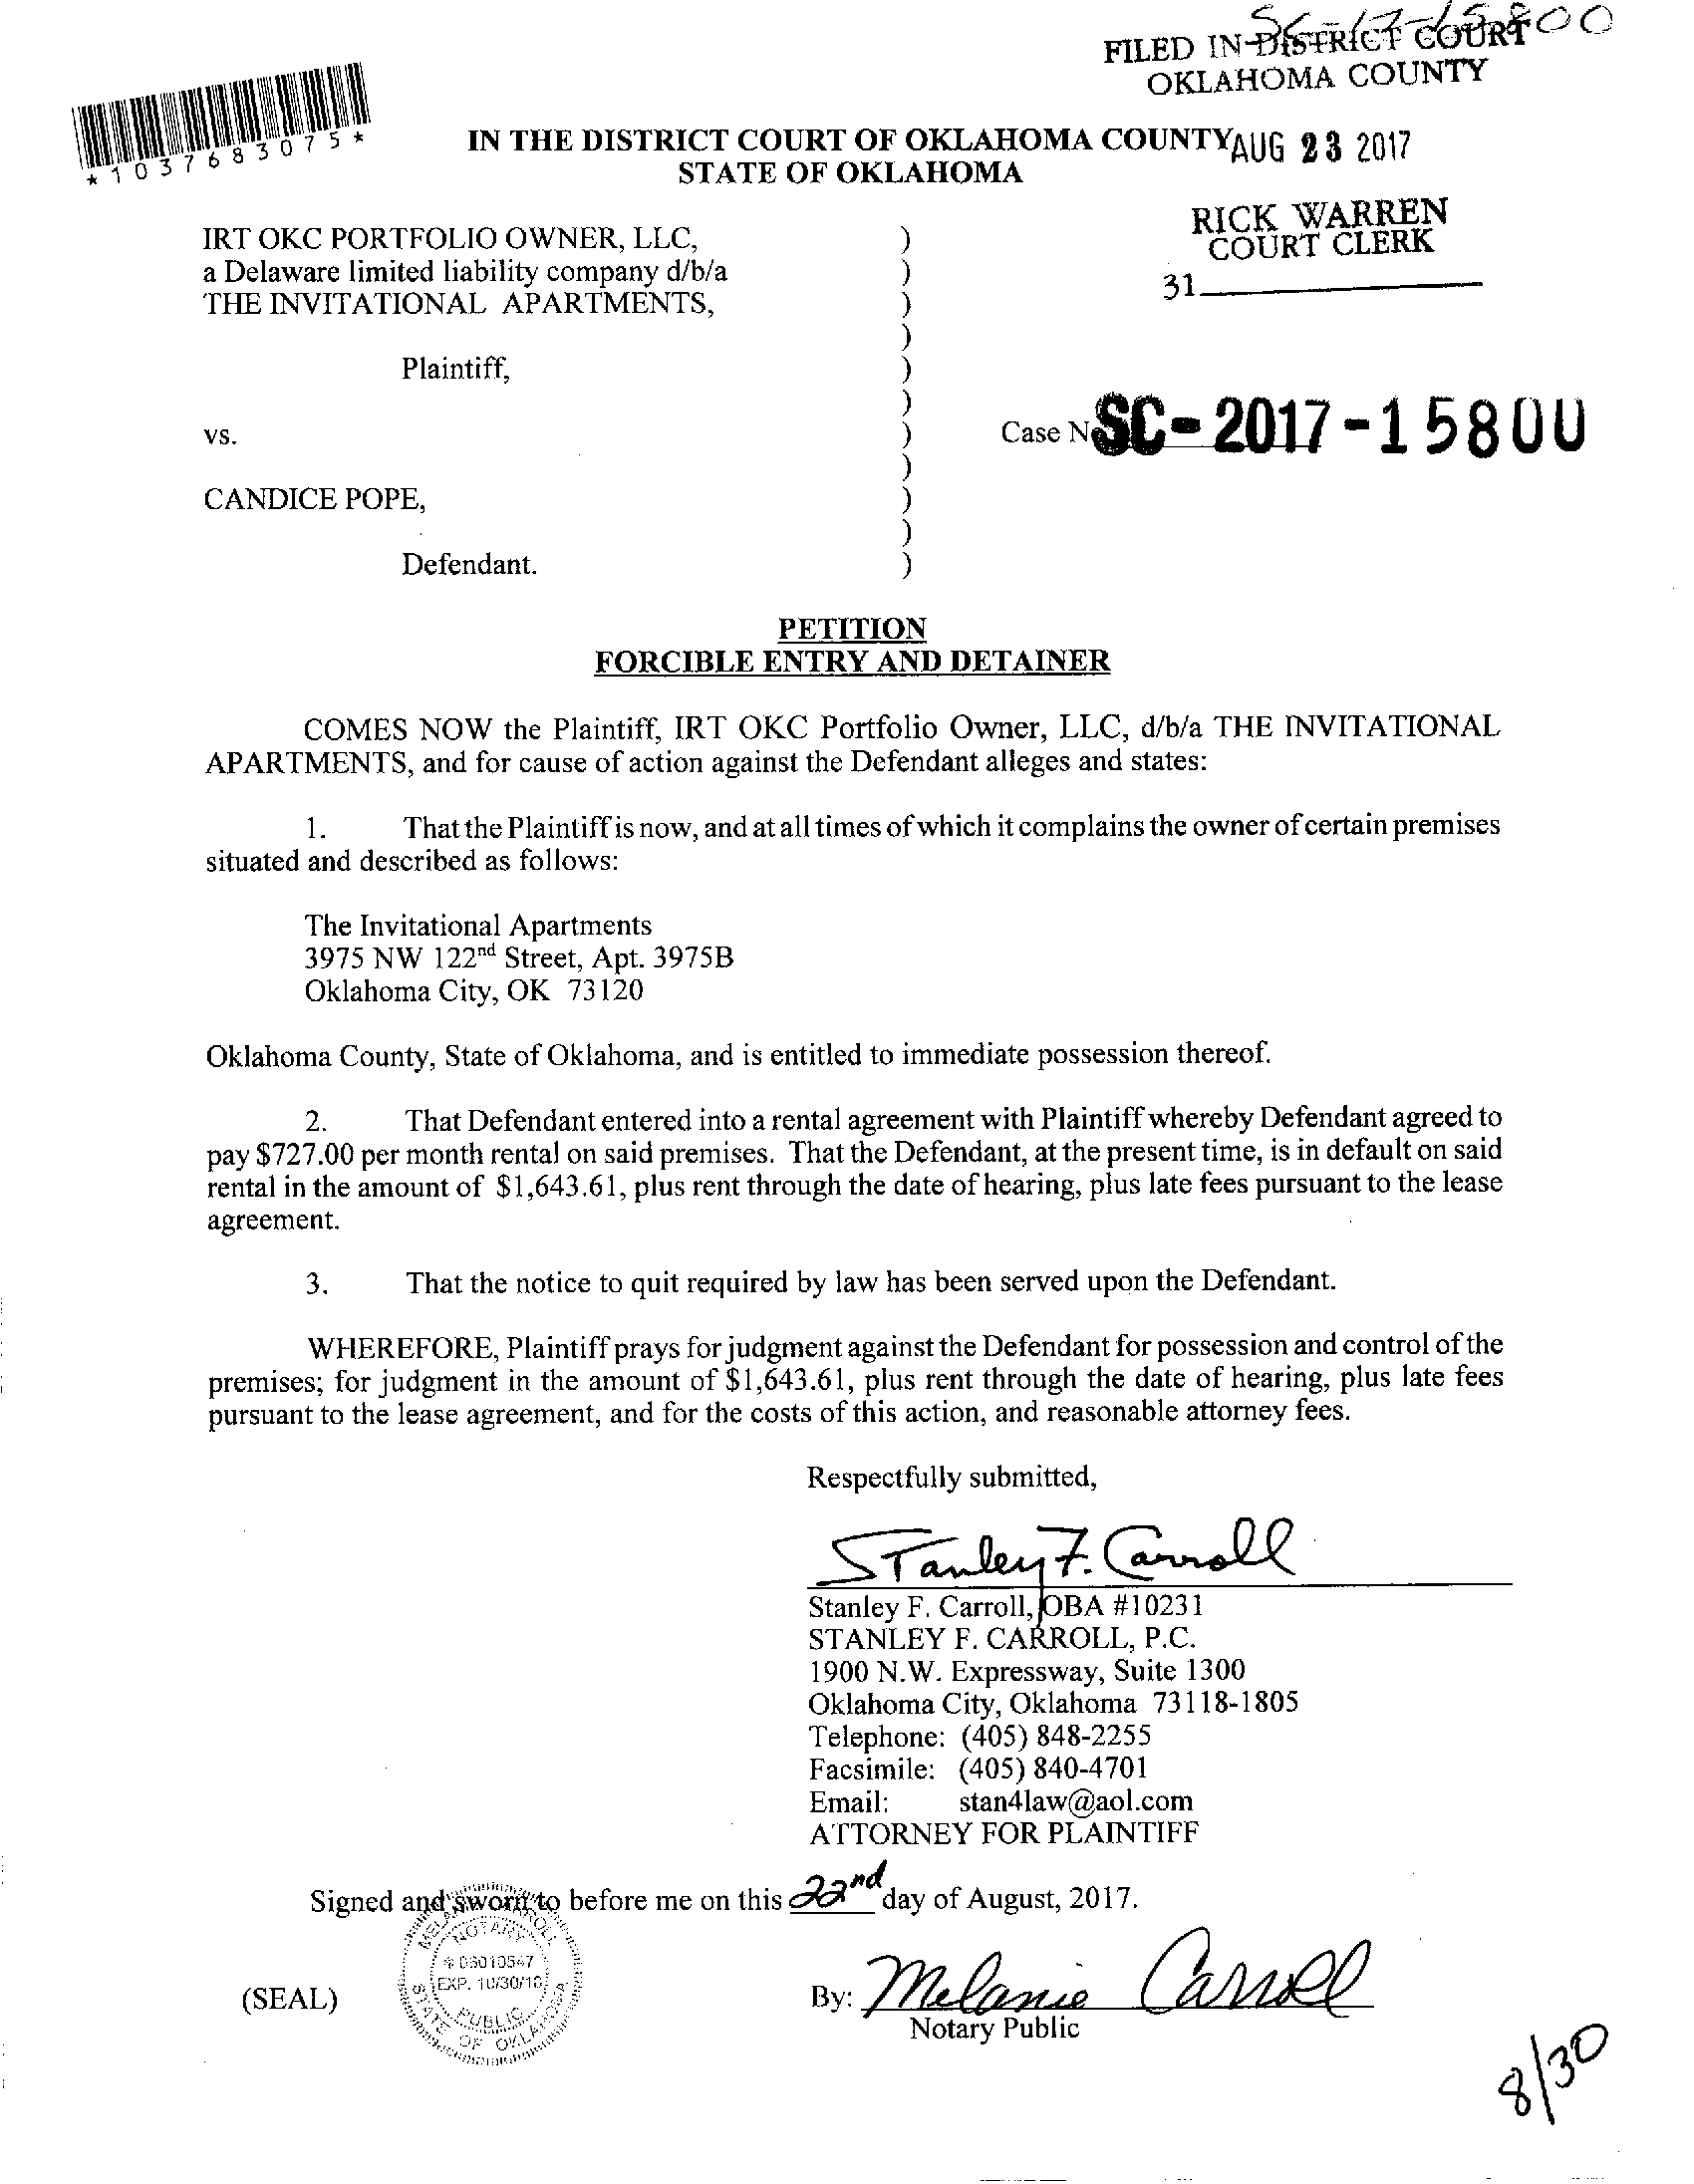 SC-17-15800
FILED IN DISTRICT COURT
OKLAHOMA COUNTY
*1037683075*
IN THE DISTRICT COURT OF OKLAHOMA COUNTY AUG 23 2017
STATE OF OKLAHOMA
RICK WARREN
COURT CLERK
31
IRT OKC PORTFOLIO OWNER, LLC, )
a Delaware limited liability company d/b/a )
THE INVITATIONAL APARTMENTS, )
)
Plaintiff, )
)
vs. ) Case No SC-2017-15800
)
CANDICE POPE, )
)
Defendant. )
PETITION
FORCIBLE ENTRY AND DETAINER
COMES NOW the Plaintiff, IRT OKC Portfolio Owner, LLC, d/b/a THE INVITATIONAL
APARTMENTS, and for cause of action against the Defendant alleges and states:
1. That the Plaintiff is now, and at all times of which it complains the owner of certain premises
situated and described as follows:
The Invitational Apartments
3975 NW 122nd Street, Apt. 3975B
Oklahoma City, OK 73120
Oklahoma County, State of Oklahoma, and is entitled to immediate possession thereof.
2. That Defendant entered into a rental agreement with Plaintiff whereby Defendant agreed to
pay $727.00 per month rental on said premises. That the Defendant, at the present time, is in default on said
rental in the amount of $1,643.61, plus rent through the date of hearing, plus late fees pursuant to the lease
agreement.
3. That the notice to quit required by law has been served upon the Defendant.
WHEREFORE, Plaintiff prays for judgment against the Defendant for possession and control of the
premises; for judgment in the amount of $1,643.61, plus rent through the date of hearing, plus late fees
pursuant to the lease agreement, and for the costs of this action, and reasonable attorney fees.
Respectfully submitted,
Stanley F. Carroll
Stanley F. Carroll, OBA #10231
STANLEY F. CARROLL, P.C.
1900 N.W. Expressway, Suite 1300
Oklahoma City, Oklahoma 73118-1805
Telephone: (405) 848-2255
Facsimile: (405) 840-4701
Email: stan4law@aol.com
ATTORNEY FOR PLAINTIFF
Signed and sworn to before me on this 22nd day of August, 2017.
MELANIE CARROLL
NOTARY
EXP. 10/30/18
PUBLIC
STATE OF OKLAHOMA
(SEAL)
By: Melanie Carroll
Notary Public
8/30